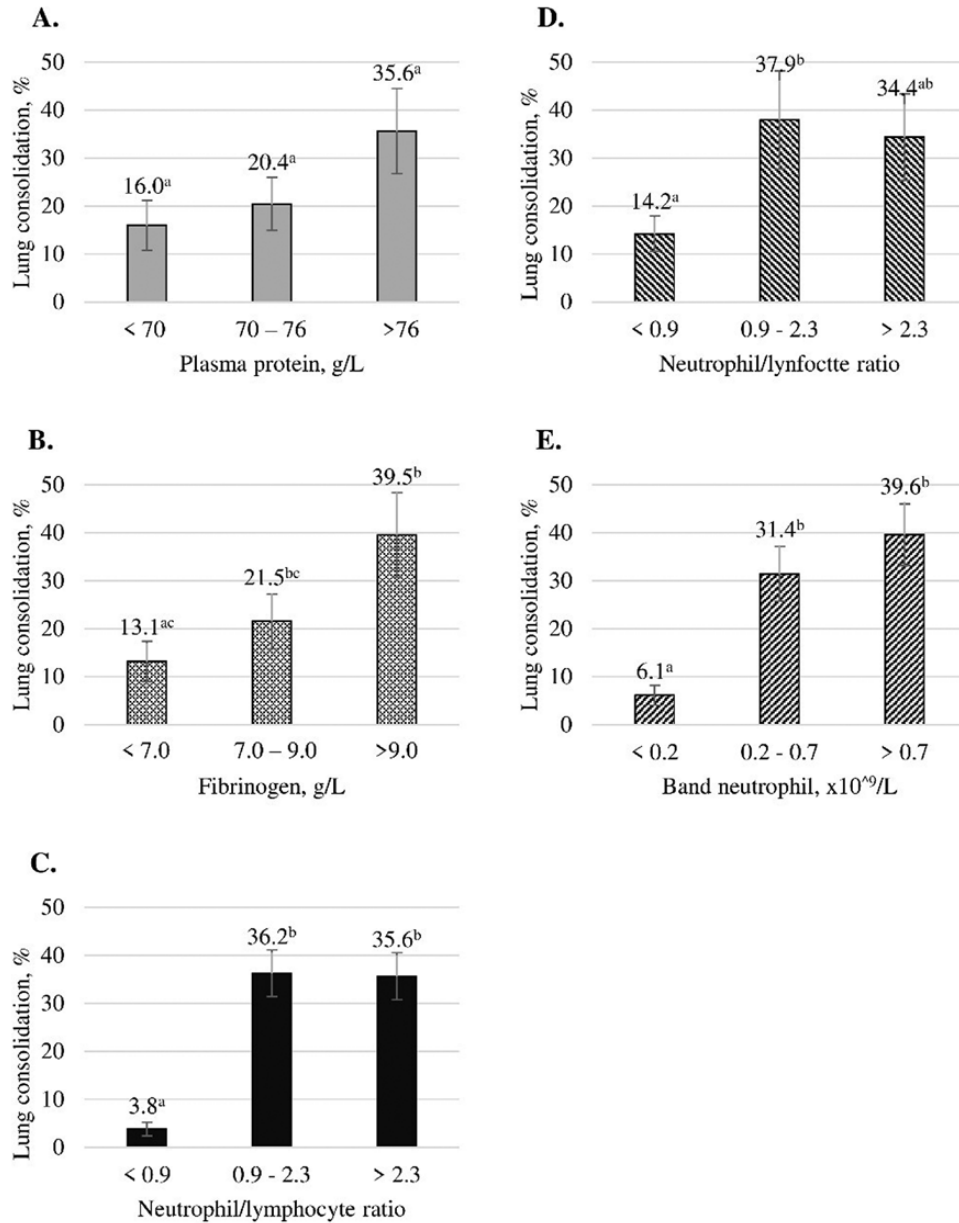 A.
Lung consolidation, %
50
40
30
20
10
0
16.0ᵃ
20.4ᵃ
35.6ᵃ
< 70
70 – 76
>76
Plasma protein, g/L
B.
Lung consolidation, %
50
40
30
20
10
0
13.1ᵃᶜ
21.5ᵇᶜ
39.5ᵇ
< 7.0
7.0 – 9.0
>9.0
Fibrinogen, g/L
C.
Lung consolidation, %
50
40
30
20
10
0
3.8ᵃ
36.2ᵇ
35.6ᵇ
< 0.9
0.9 - 2.3
> 2.3
Neutrophil/lymphocyte ratio
D.
Lung consolidation, %
50
40
30
20
10
0
14.2ᵃ
37.9ᵇ
34.4ᵃᵇ
< 0.9
0.9 - 2.3
> 2.3
Neutrophil/lynfoctte ratio
E.
Lung consolidation, %
50
40
30
20
10
0
6.1ᵃ
31.4ᵇ
39.6ᵇ
< 0.2
0.2 - 0.7
> 0.7
Band neutrophil, x10^⁹/L